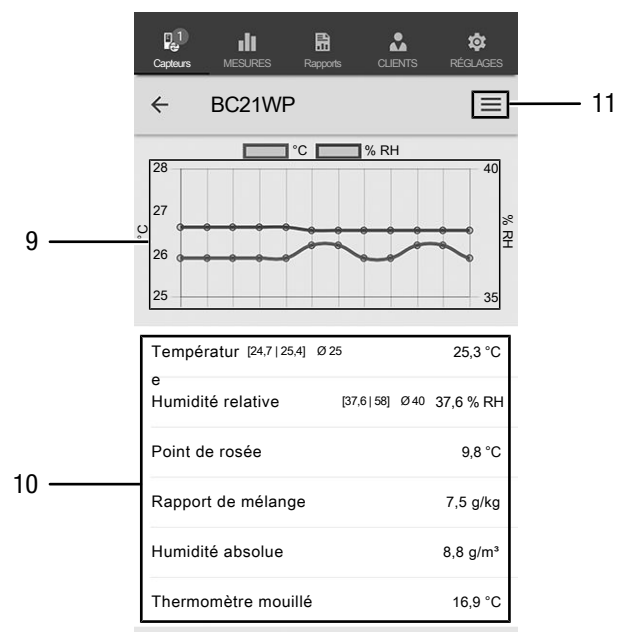 1
Capteurs MESURES Rapports CLIENTS RÉGLAGES
BC21WP
11
°C % RH
28 40
27
26
25 35
°C
% RH
9
Températur [24,7 | 25,4] Ø 25 25,3 °C
e
Humidité relative [37,6 | 58] Ø 40 37,6 % RH
Point de rosée 9,8 °C
10
Rapport de mélange 7,5 g/kg
Humidité absolue 8,8 g/m³
Thermomètre mouillé 16,9 °C